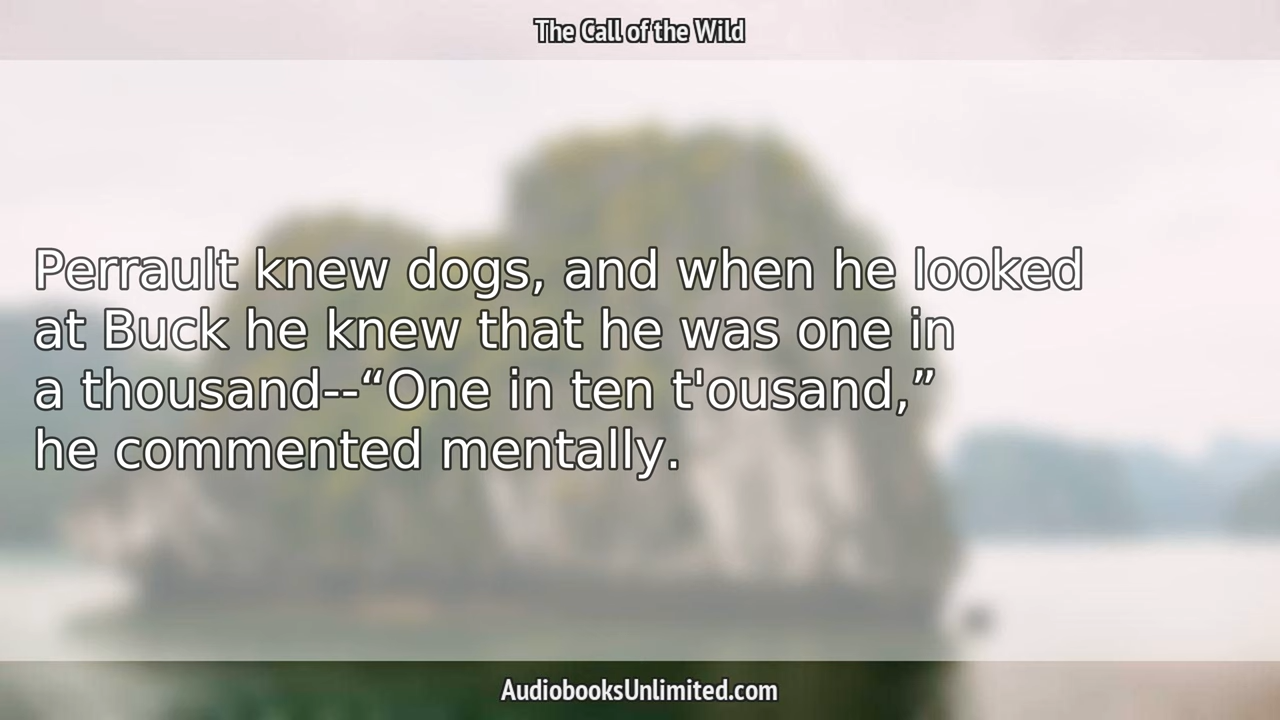 The Call of the Wild
Perrault knew dogs, and when he looked
at Buck he knew that he was one in
a thousand--“One in ten t'ousand,”
he commented mentally.
AudiobooksUnlimited.com